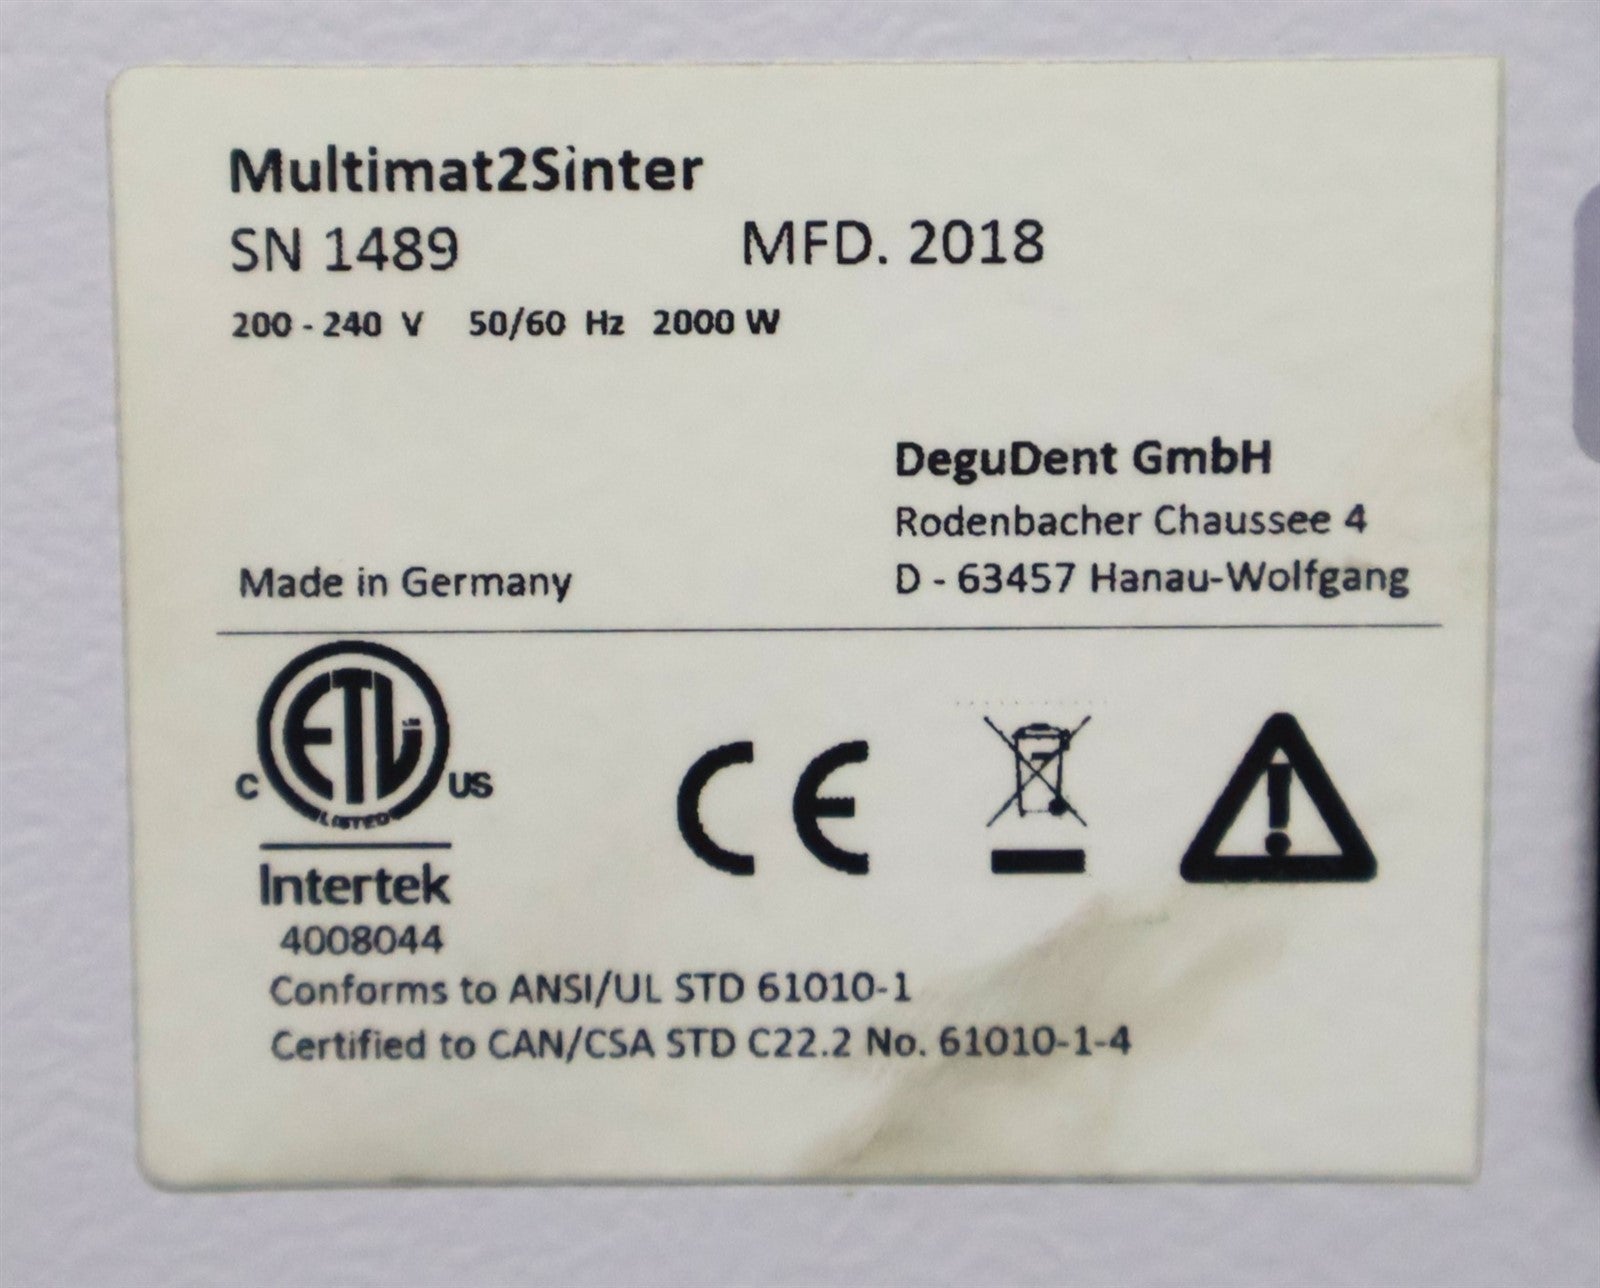 Multimat2Sinter
SN 1489 MFD. 2018
200 - 240 V 50/60 Hz 2000 W
DeguDent GmbH
Rodenbacher Chaussee 4
Made in Germany D - 63457 Hanau-Wolfgang
ETL
C US
LISTED
CE
Intertek
4008044
Conforms to ANSI/UL STD 61010-1
Certified to CAN/CSA STD C22.2 No. 61010-1-4